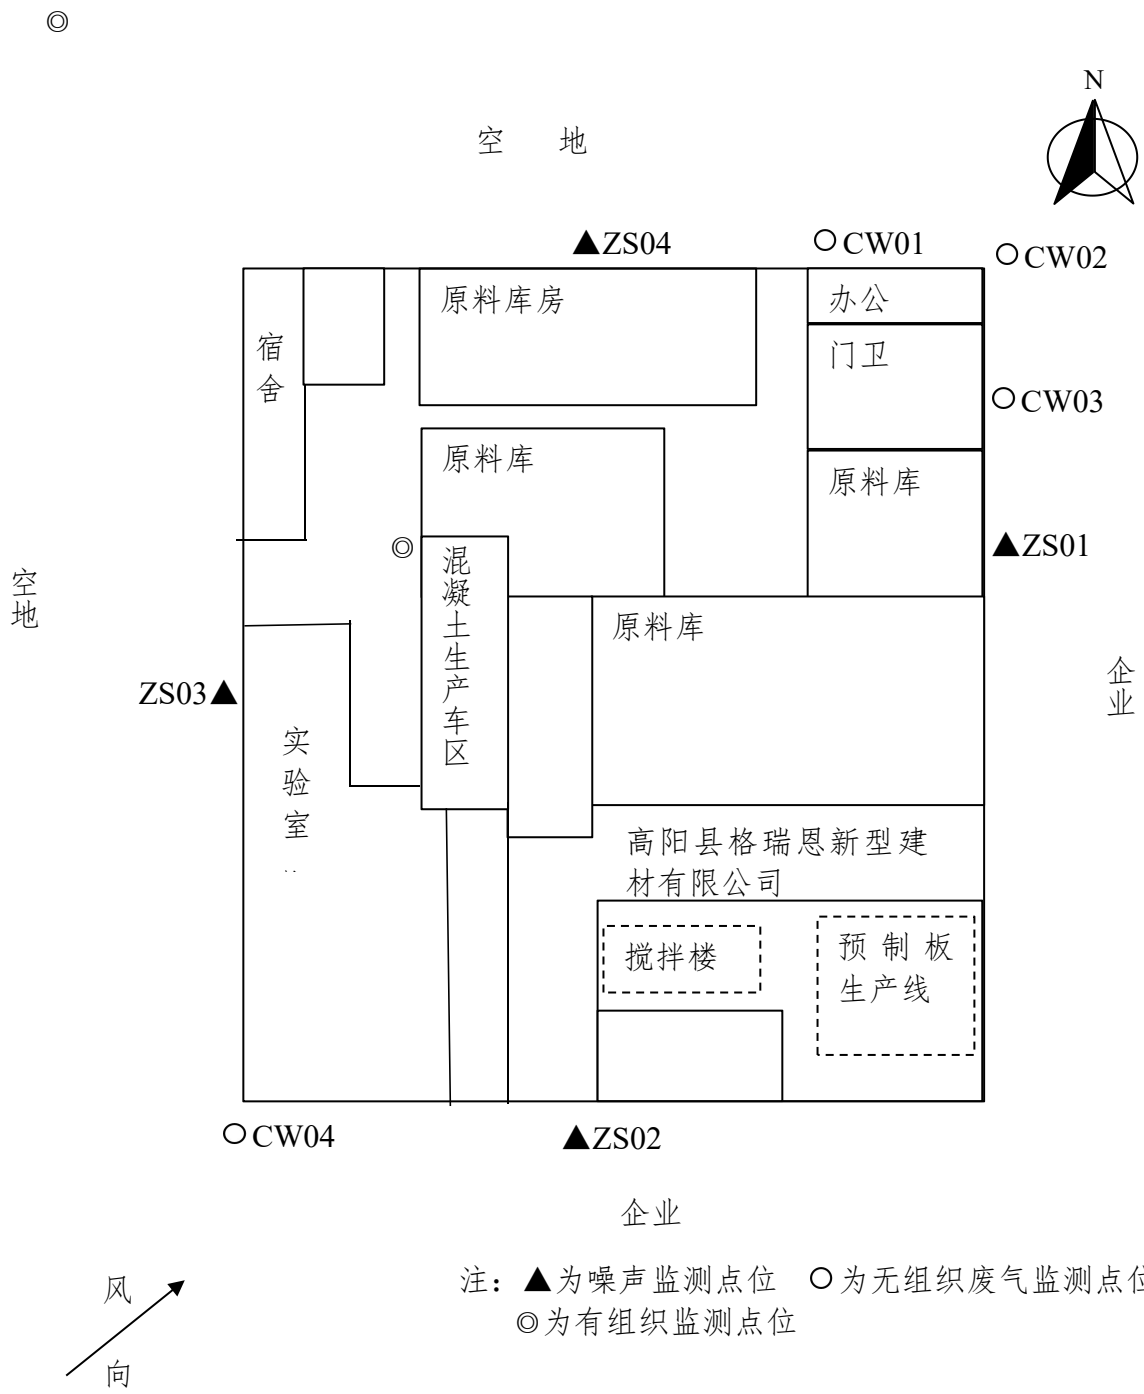 ◎
N
空 地
▲ZS04
○CW01
○CW02
原料库房
办公
宿舍
门卫
○CW03
原料库
原料库
◎
混凝土生产车区
▲ZS01
空地
原料库
企业
ZS03▲
实验室
高阳县格瑞恩新型建
材有限公司
搅拌楼
预制板
生产线
○CW04
▲ZS02
企业
风向
注：▲为噪声监测点位 ○为无组织废气监测点位
◎为有组织监测点位